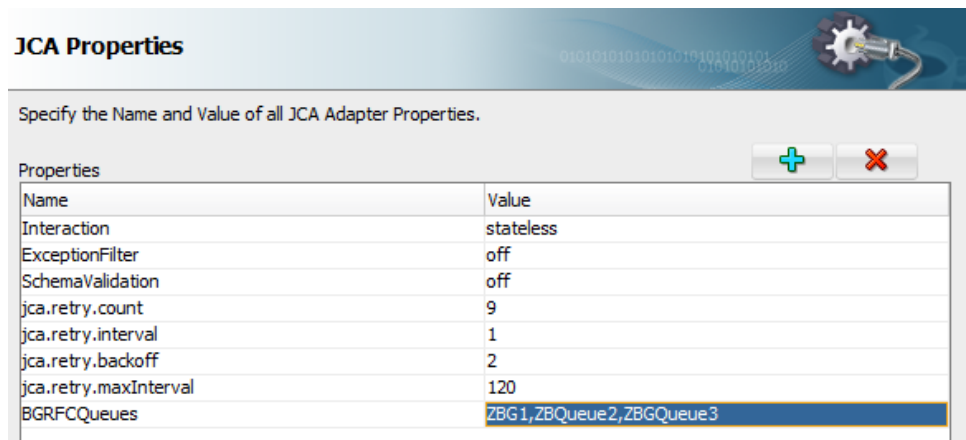 JCA Properties
Specify the Name and Value of all JCA Adapter Properties.
Properties
Name Value
Interaction stateless
ExceptionFilter off
SchemaValidation off
jca.retry.count 9
jca.retry.interval 1
jca.retry.backoff 2
jca.retry.maxInterval 120
BGRFCQueues ZBG1,ZBQueue2,ZBGQueue3